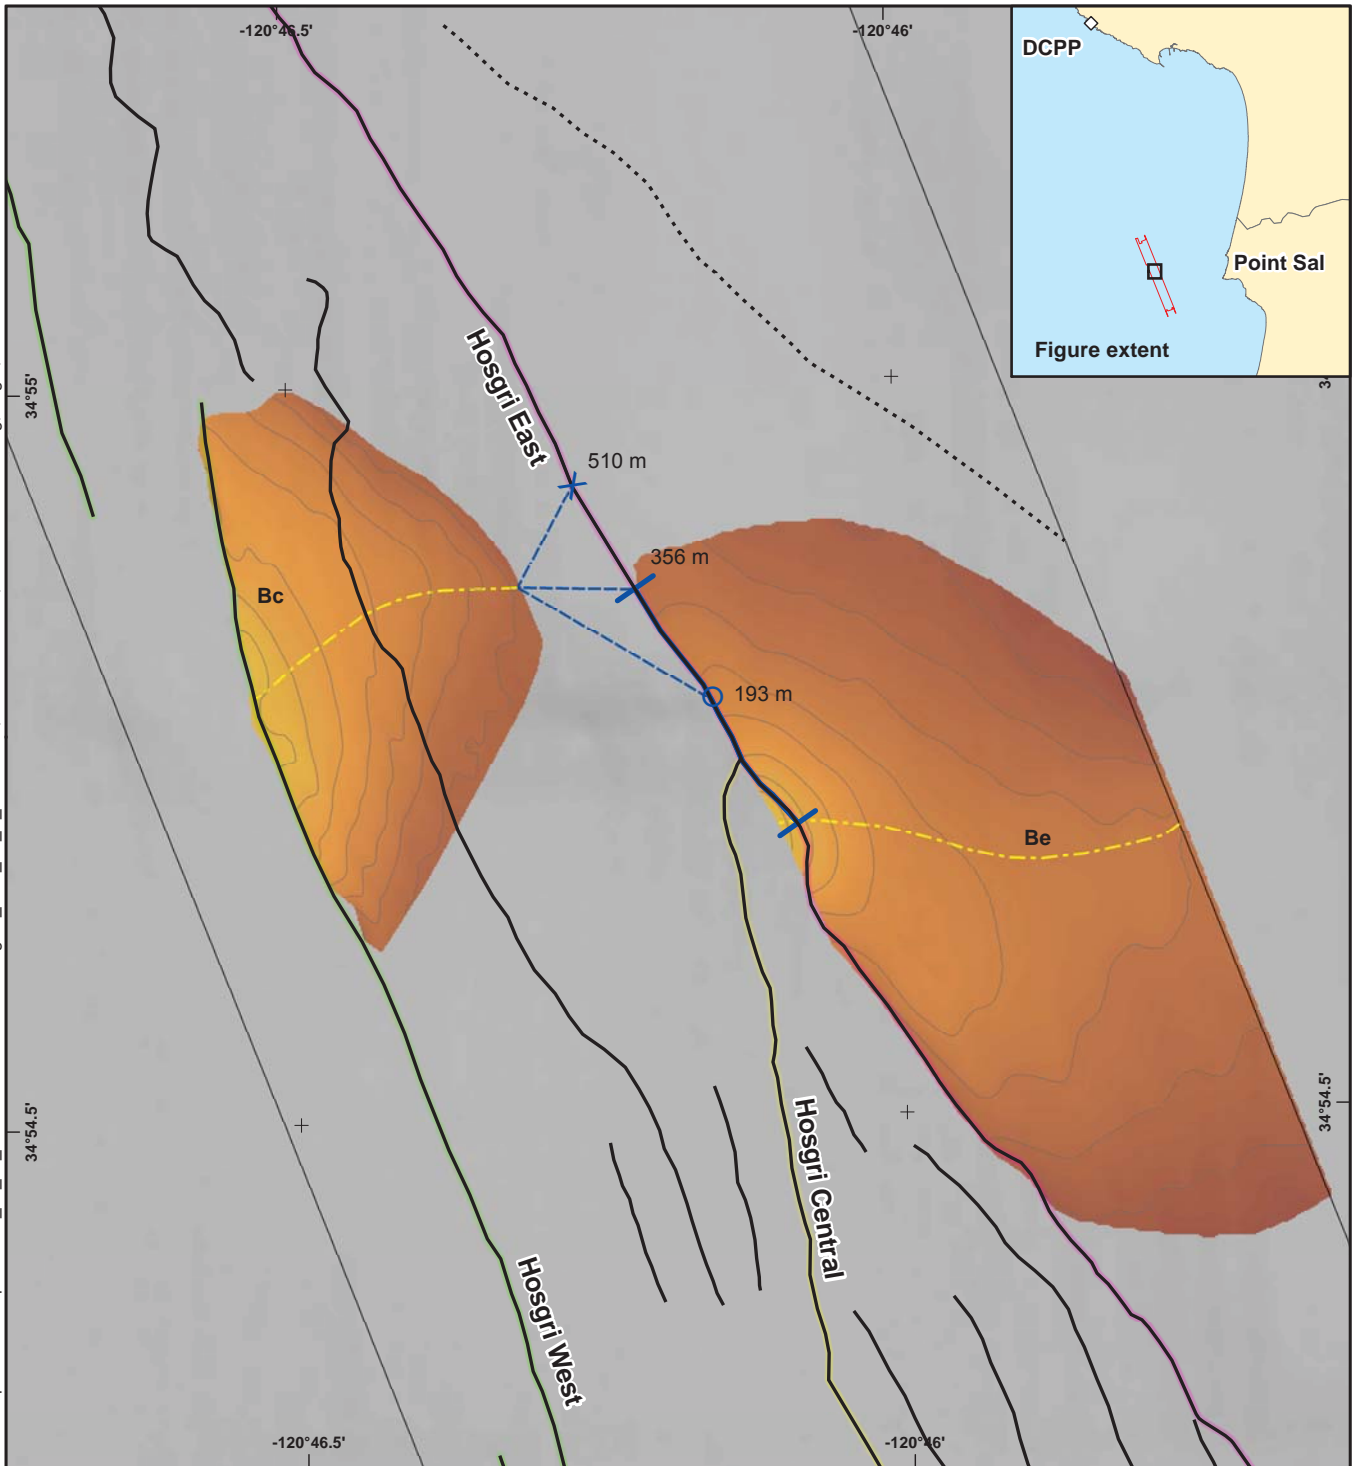 -120°46.5'
-120°46'
DCPP
Point Sal
Figure extent
34°55'
3
Hosgri East
510 m
356 m
Bc
193 m
Be
34°54.5'
34°54.5'
Hosgri Central
Hosgri West
-120°46.5'
-120°46'